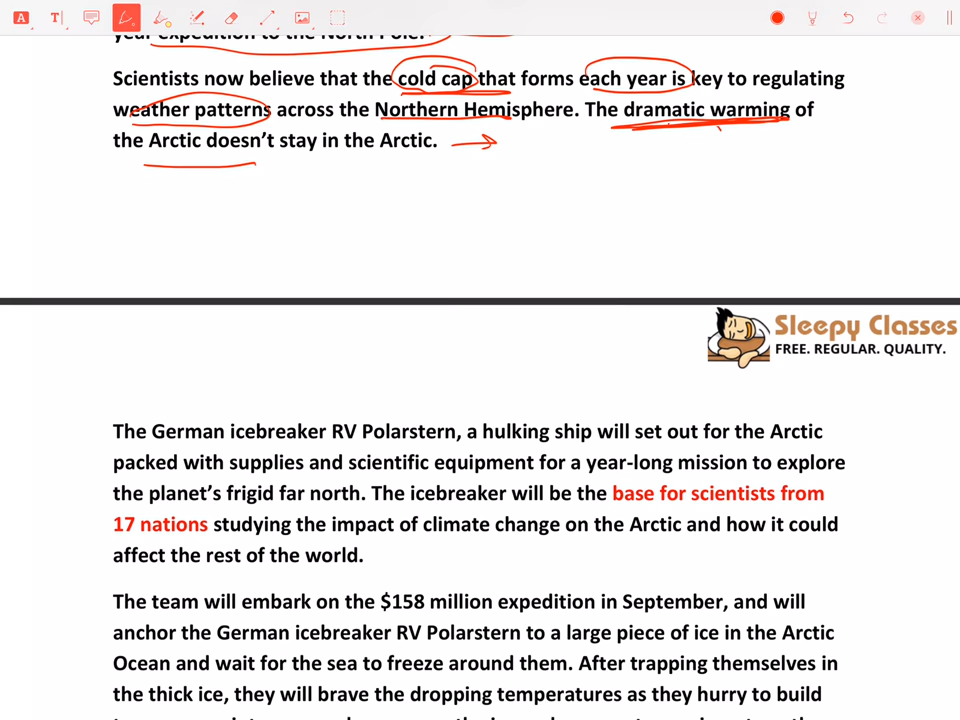 year expedition to the North Pole.
Scientists now believe that the cold cap that forms each year is key to regulating
weather patterns across the Northern Hemisphere. The dramatic warming of
the Arctic doesn’t stay in the Arctic.
Sleepy Classes
FREE. REGULAR. QUALITY.
The German icebreaker RV Polarstern, a hulking ship will set out for the Arctic
packed with supplies and scientific equipment for a year-long mission to explore
the planet’s frigid far north. The icebreaker will be the base for scientists from
17 nations studying the impact of climate change on the Arctic and how it could
affect the rest of the world.
The team will embark on the $158 million expedition in September, and will
anchor the German icebreaker RV Polarstern to a large piece of ice in the Arctic
Ocean and wait for the sea to freeze around them. After trapping themselves in
the thick ice, they will brave the dropping temperatures as they hurry to build